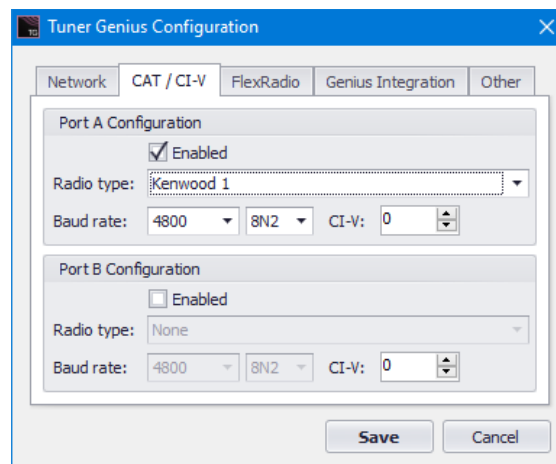 TG Tuner Genius Configuration
Network CAT / CI-V FlexRadio Genius Integration Other
Port A Configuration
Enabled
Radio type: Kenwood 1
Baud rate: 4800 8N2 CI-V: 0
Port B Configuration
Enabled
Radio type: None
Baud rate: 4800 8N2 CI-V: 0
Save Cancel